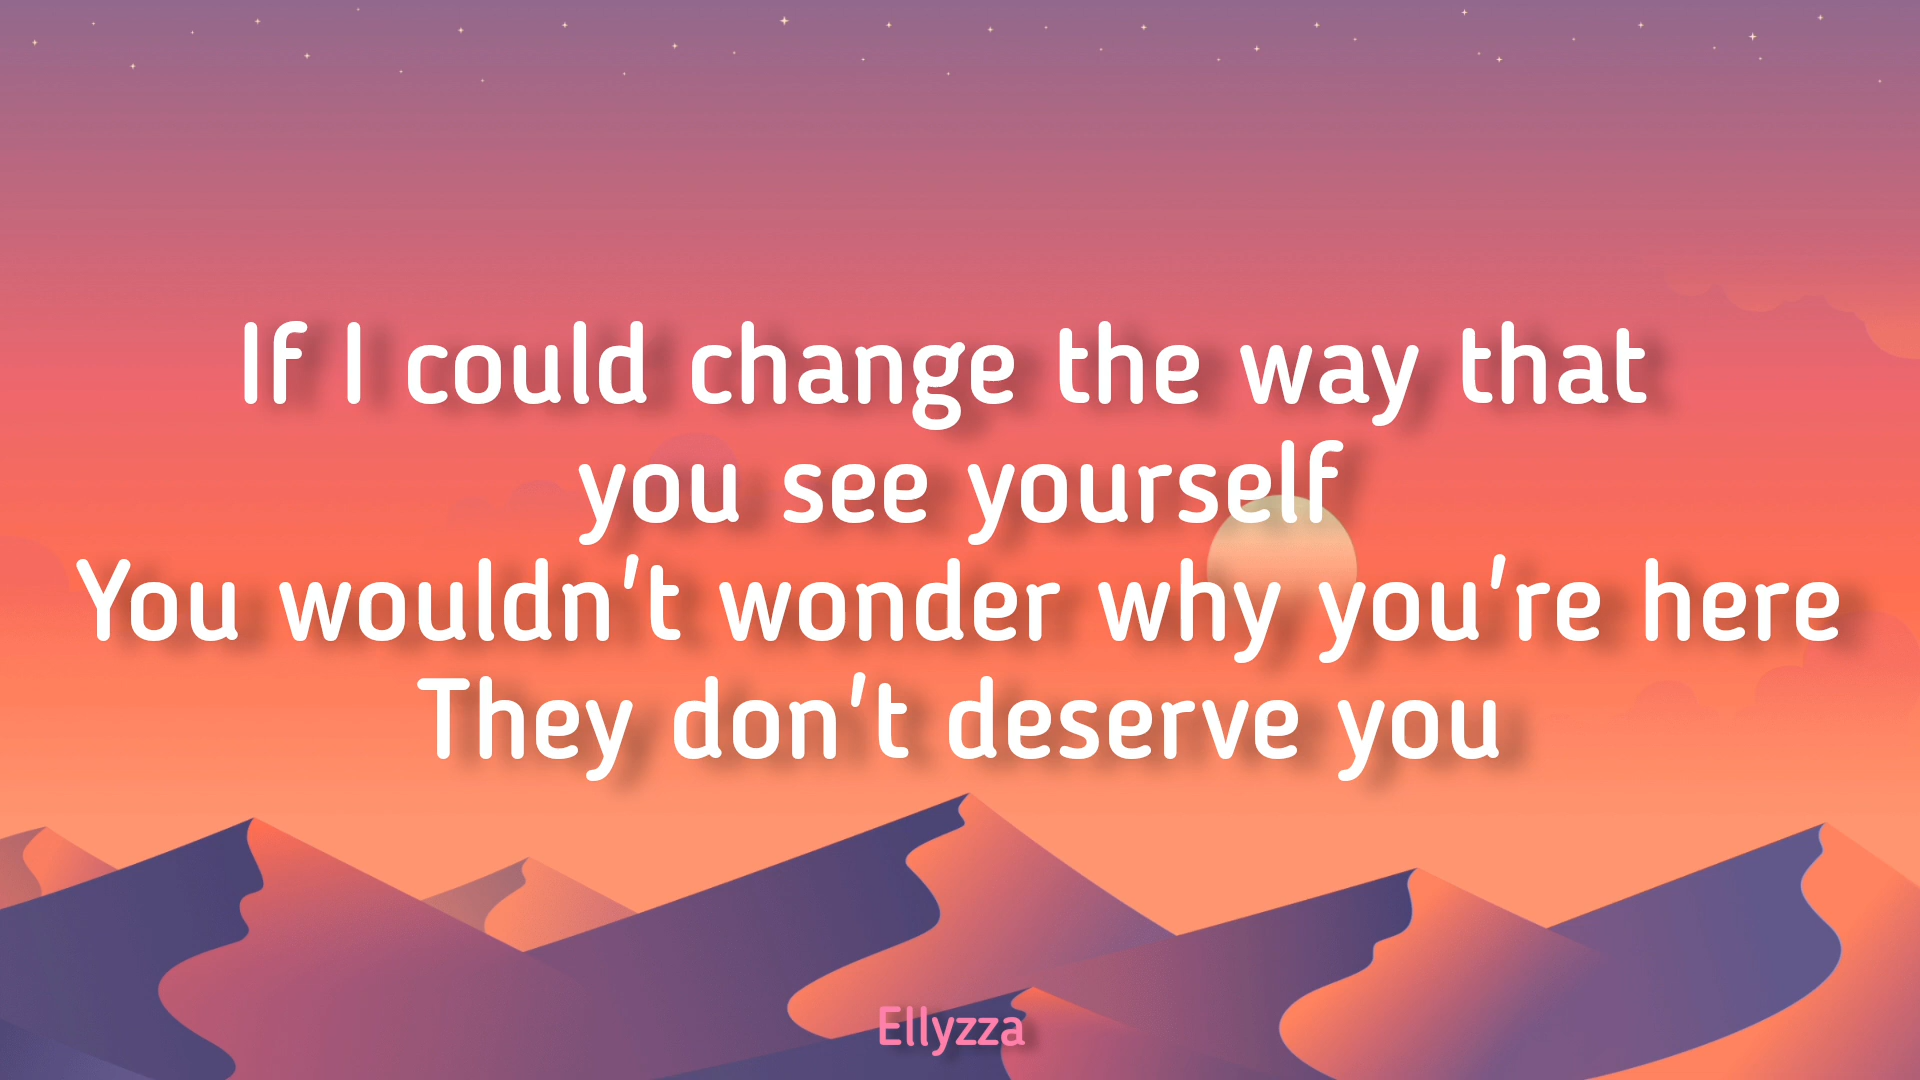 If I could change the way that
you see yourself
You wouldn't wonder why you're here
They don't deserve you
Ellyzza